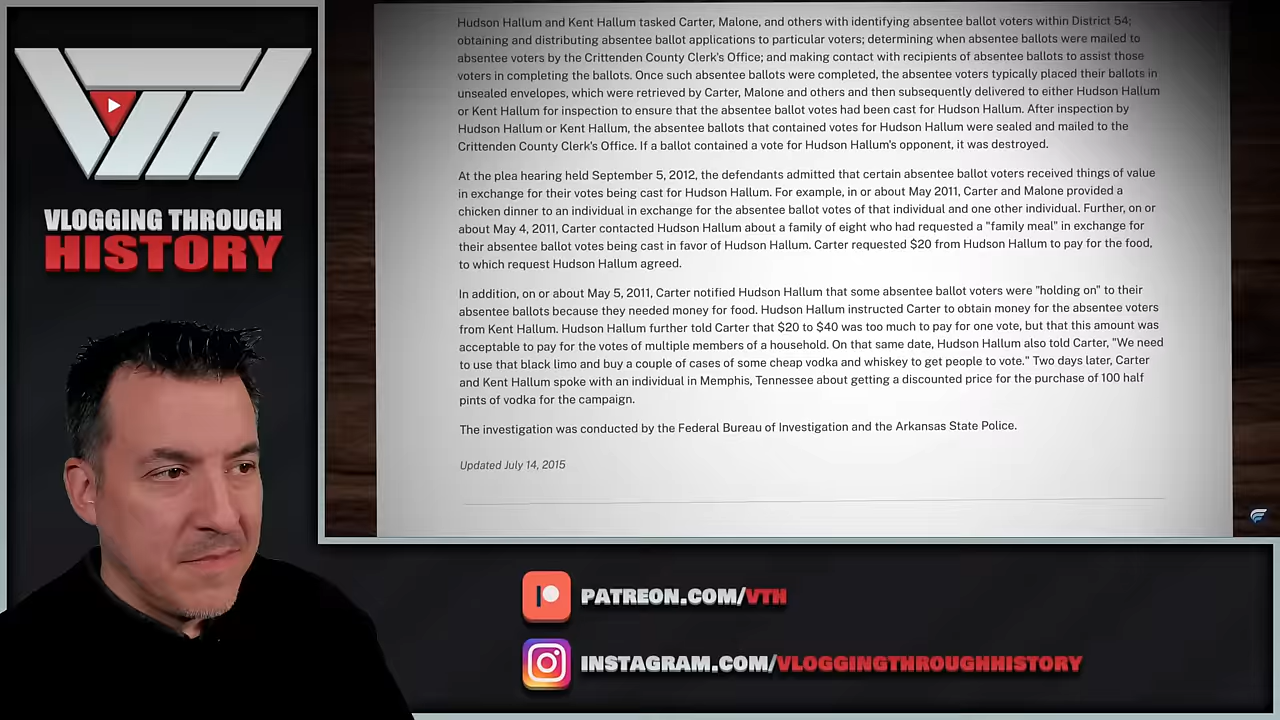 VTH
VLOGGING THROUGH
HISTORY
Hudson Hallum and Kent Hallum tasked Carter, Malone, and others with identifying absentee ballot voters within District 54;
obtaining and distributing absentee ballot applications to particular voters; determining when absentee ballots were mailed to
absentee voters by the Crittenden County Clerk's Office; and making contact with recipients of absentee ballots to assist those
voters in completing the ballots. Once such absentee ballots were completed, the absentee voters typically placed their ballots in
unsealed envelopes, which were retrieved by Carter, Malone and others and then subsequently delivered to either Hudson Hallum
or Kent Hallum for inspection to ensure that the absentee ballot votes had been cast for Hudson Hallum. After inspection by
Hudson Hallum or Kent Hallum, the absentee ballots that contained votes for Hudson Hallum were sealed and mailed to the
Crittenden County Clerk's Office. If a ballot contained a vote for Hudson Hallum's opponent, it was destroyed.
At the plea hearing held September 5, 2012, the defendants admitted that certain absentee ballot voters received things of value
in exchange for their votes being cast for Hudson Hallum. For example, in or about May 2011, Carter and Malone provided a
chicken dinner to an individual in exchange for the absentee ballot votes of that individual and one other individual. Further, on or
about May 4, 2011, Carter contacted Hudson Hallum about a family of eight who had requested a "family meal" in exchange for
their absentee ballot votes being cast in favor of Hudson Hallum. Carter requested $20 from Hudson Hallum to pay for the food,
to which request Hudson Hallum agreed.
In addition, on or about May 5, 2011, Carter notified Hudson Hallum that some absentee ballot voters were "holding on" to their
absentee ballots because they needed money for food. Hudson Hallum instructed Carter to obtain money for the absentee voters
from Kent Hallum. Hudson Hallum further told Carter that $20 to $40 was too much to pay for one vote, but that this amount was
acceptable to pay for the votes of multiple members of a household. On that same date, Hudson Hallum also told Carter, "We need
to use that black limo and buy a couple of cases of some cheap vodka and whiskey to get people to vote." Two days later, Carter
and Kent Hallum spoke with an individual in Memphis, Tennessee about getting a discounted price for the purchase of 100 half
pints of vodka for the campaign.
The investigation was conducted by the Federal Bureau of Investigation and the Arkansas State Police.
Updated July 14, 2015
PATREON.COM/VTH
INSTAGRAM.COM/VLOGGINGTHROUGHHISTORY